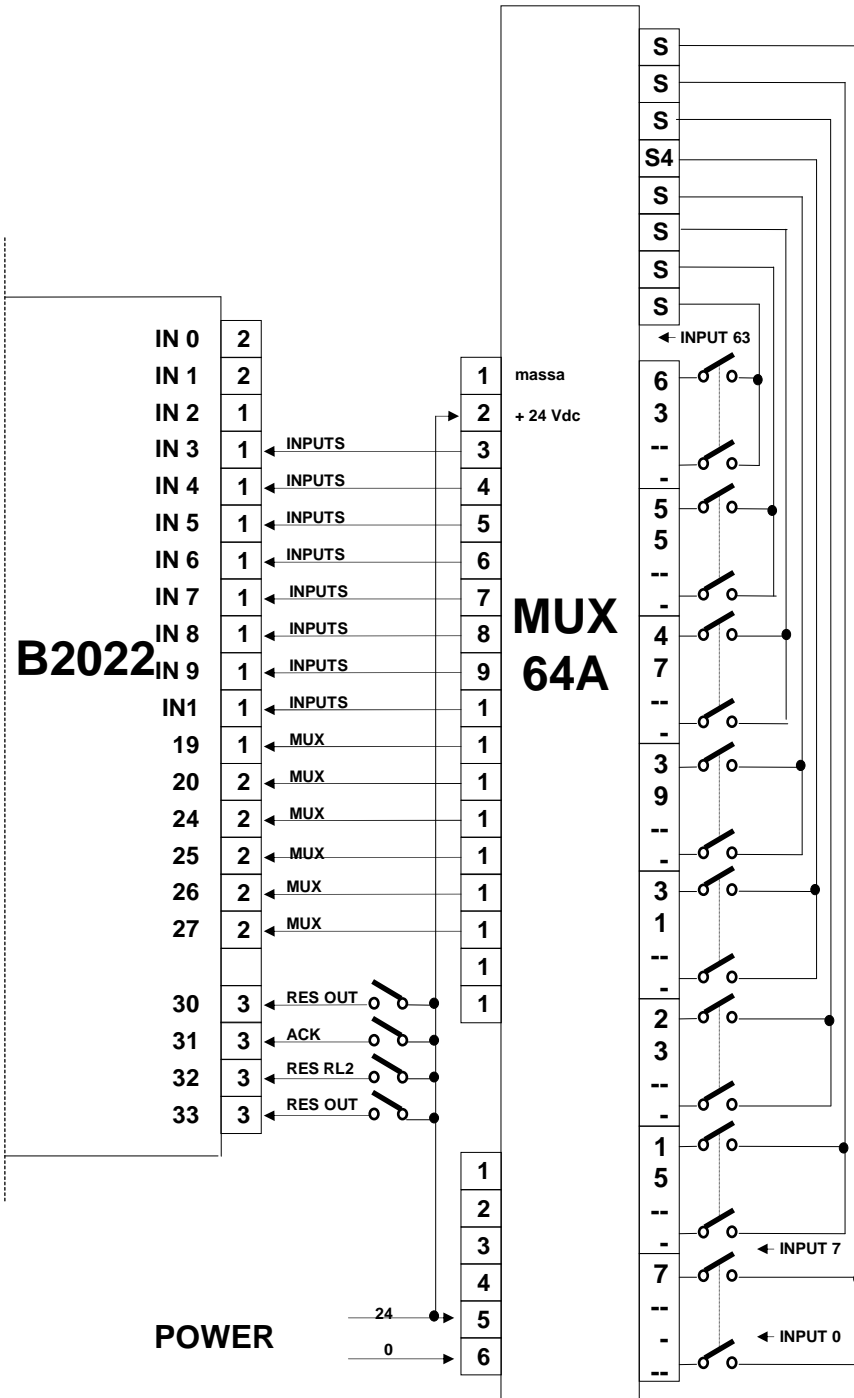 S
S
S
S4
S
S
S
S
INPUT 63
IN 0 2
IN 1 2
IN 2 1
IN 3 1 INPUTS
IN 4 1 INPUTS
IN 5 1 INPUTS
IN 6 1 INPUTS
IN 7 1 INPUTS
IN 8 1 INPUTS
IN 9 1 INPUTS
IN1 1 INPUTS
19 1 MUX
20 2 MUX
24 2 MUX
25 2 MUX
26 2 MUX
27 2 MUX
30 3 RES OUT
31 3 ACK
32 3 RES RL2
33 3 RES OUT
B2022
1 massa
2 + 24 Vdc
3
4
5
6
7
8
9
1
1
1
1
1
1
1
1
1
MUX
64A
1
2
3
4
24 5
0 6
POWER
6
3
--
-
5
5
--
-
4
7
--
-
3
9
--
-
3
1
--
-
2
3
--
-
1
5
--
-
INPUT 7
7
--
-
INPUT 0
--